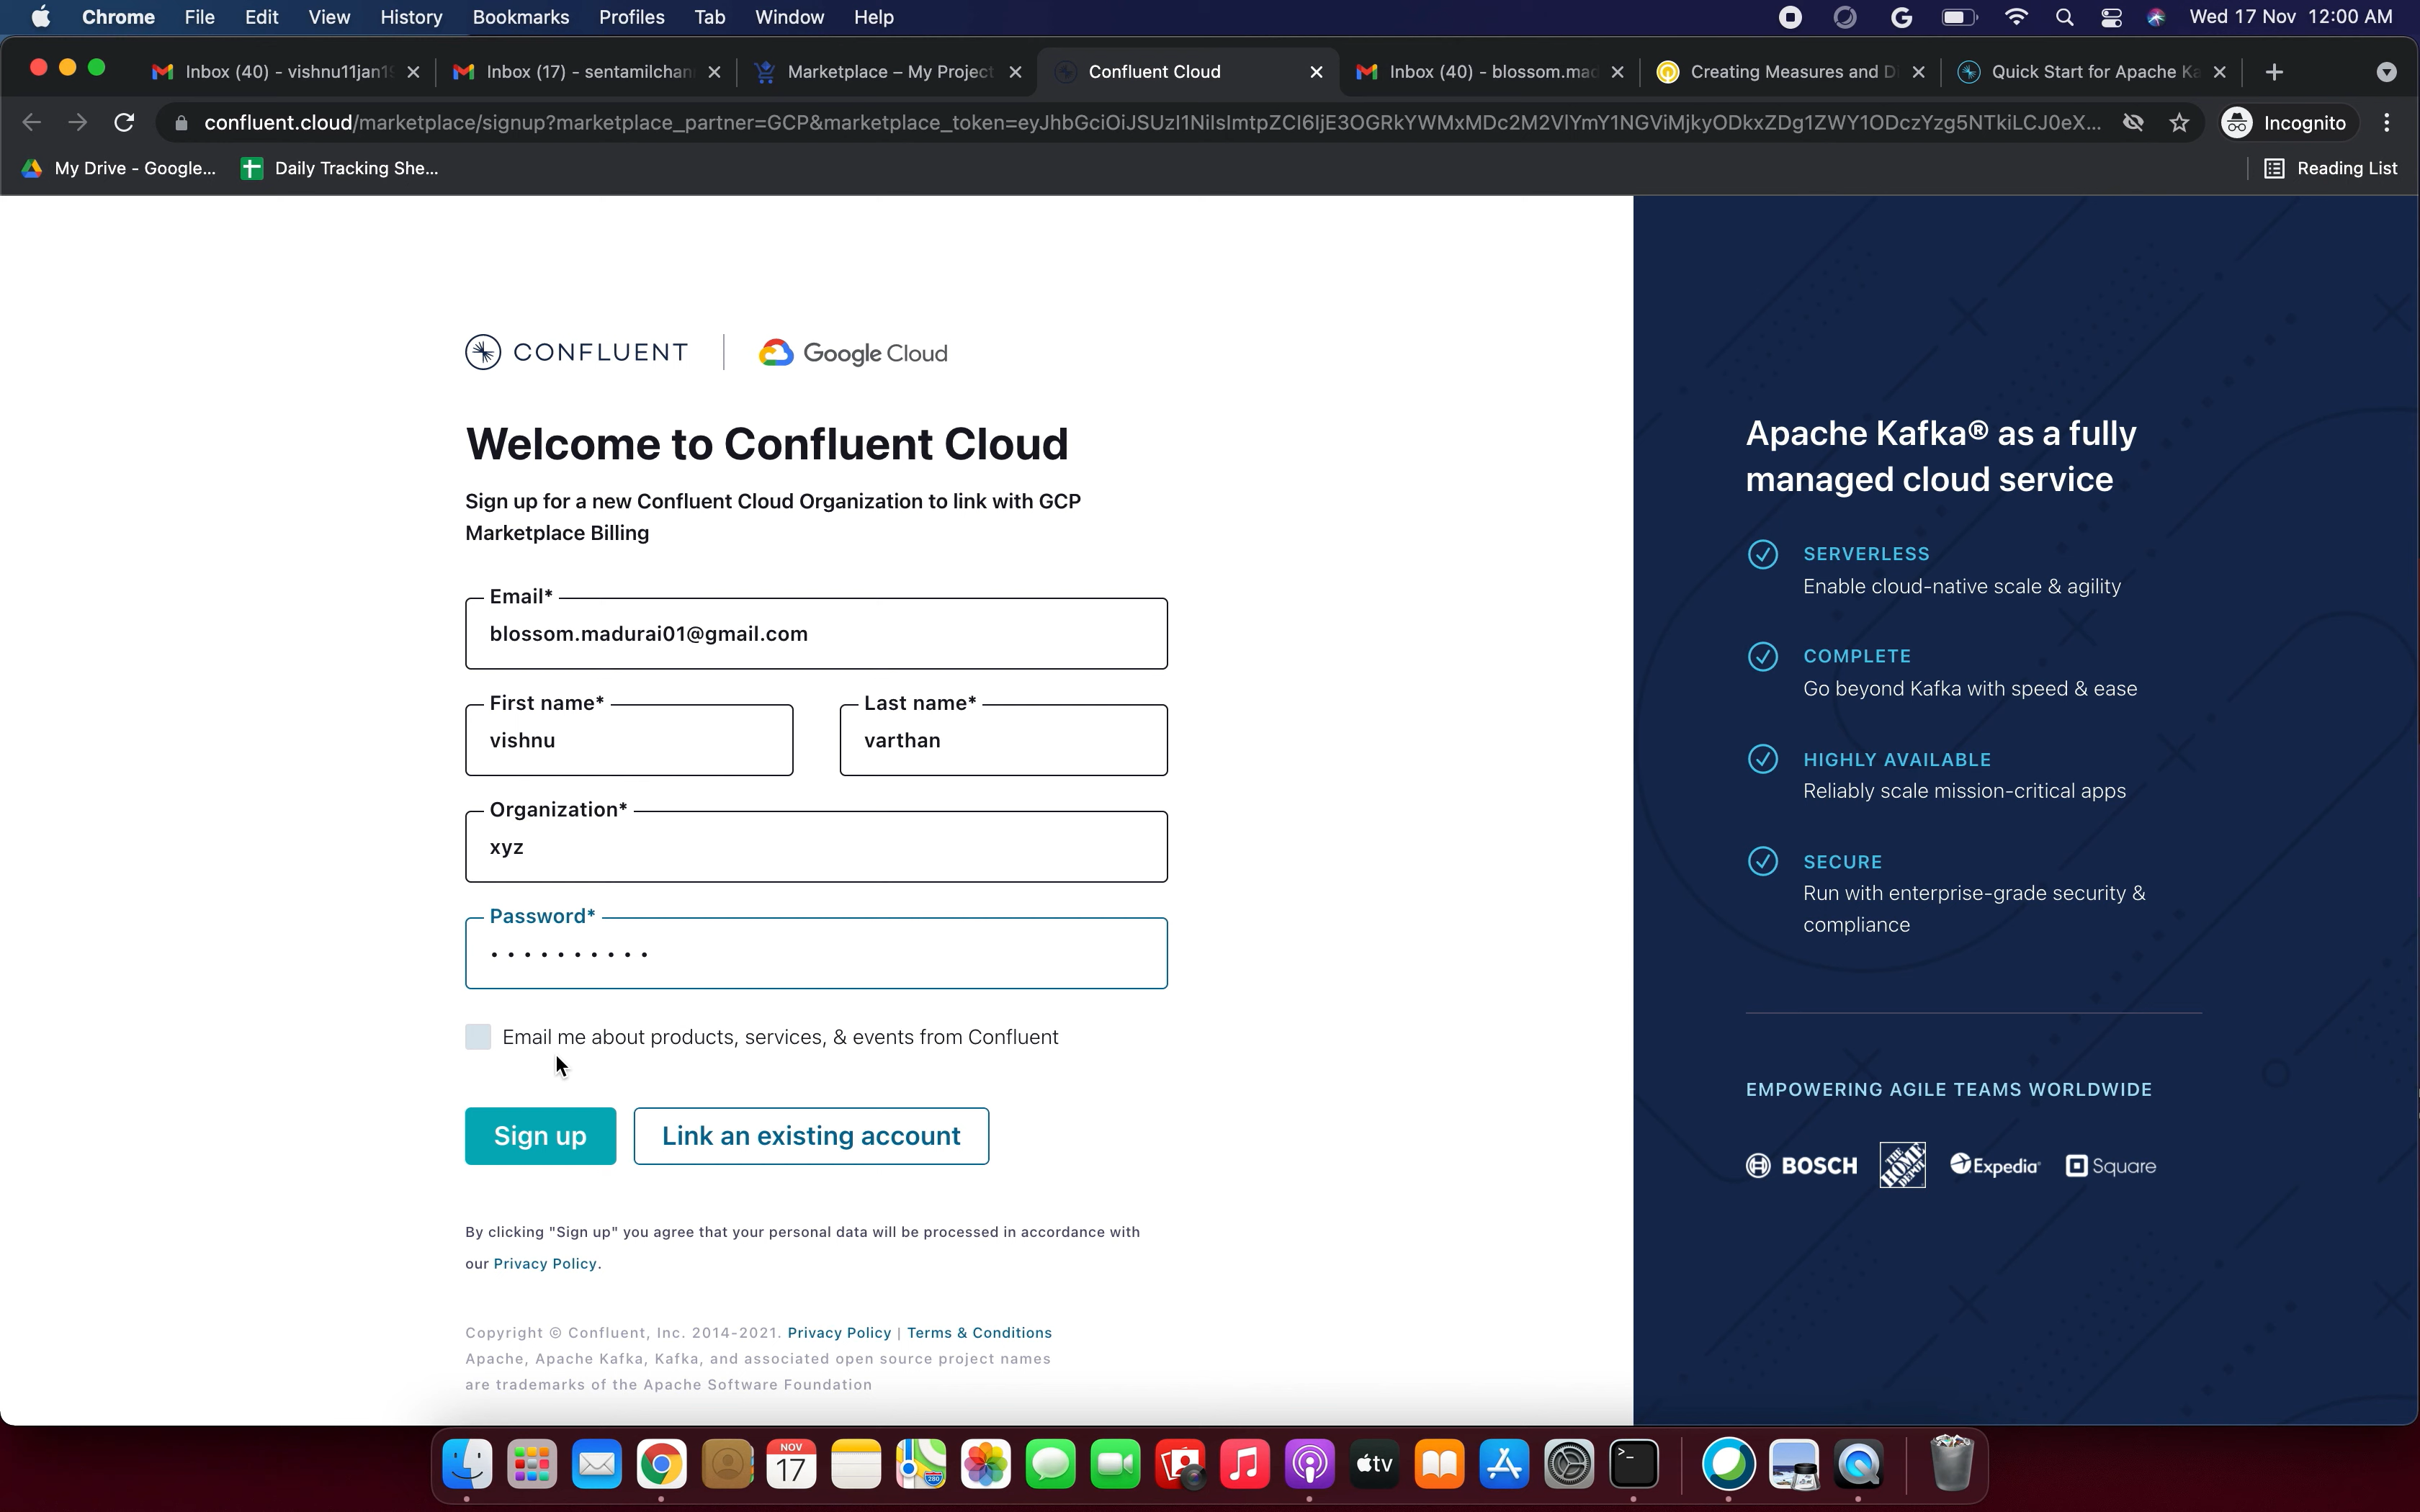 Chrome File Edit View History Bookmarks Profiles Tab Window Help Wed 17 Nov 12:00 AM
Inbox (40) - vishnu11jan19 Inbox (17) - sentamilchan Marketplace – My Project Confluent Cloud Inbox (40) - blossom.mad Creating Measures and Di Quick Start for Apache Ka
confluent.cloud/marketplace/signup?marketplace_partner=GCP&marketplace_token= Incognito
My Drive - Google... Daily Tracking She... Reading List
CONFLUENT Google Cloud
Welcome to Confluent Cloud
Sign up for a new Confluent Cloud Organization to link with GCP
Marketplace Billing
Email*
blossom.madurai01@gmail.com
First name* Last name*
vishnu varthan
Organization*
xyz
Password*
Email me about products, services, & events from Confluent
Sign up Link an existing account
By clicking "Sign up" you agree that your personal data will be processed in accordance with
our Privacy Policy.
Copyright © Confluent, Inc. 2014-2021. Privacy Policy | Terms & Conditions
Apache, Apache Kafka, Kafka, and associated open source project names
are trademarks of the Apache Software Foundation
Apache Kafka® as a fully
managed cloud service
SERVERLESS
Enable cloud-native scale & agility
COMPLETE
Go beyond Kafka with speed & ease
HIGHLY AVAILABLE
Reliably scale mission-critical apps
SECURE
Run with enterprise-grade security &
compliance
EMPOWERING AGILE TEAMS WORLDWIDE
BOSCH THE HOME DEPOT Expedia Square
NOV
17
280
tv